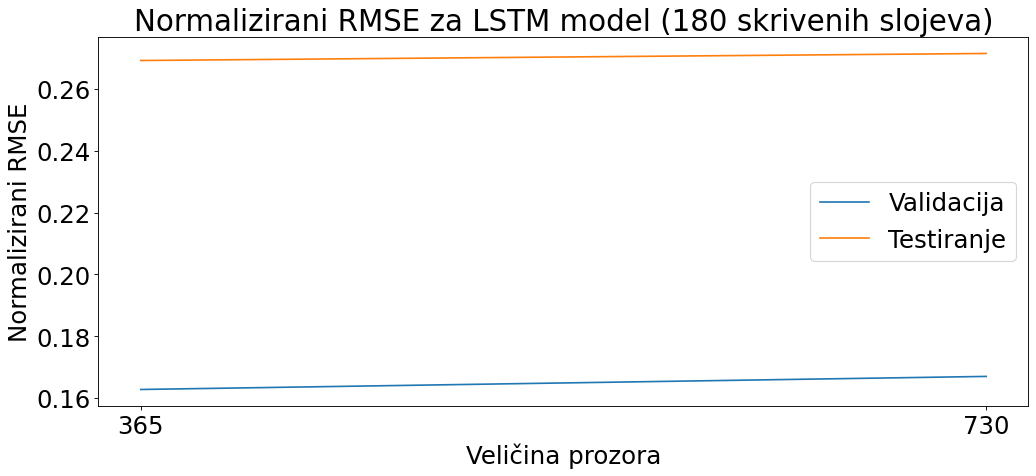 Normalizirani RMSE za LSTM model (180 skrivenih slojeva)
Normalizirani RMSE
0.26
0.24
0.22
0.20
0.18
0.16
Validacija
Testiranje
365
730
Veličina prozora